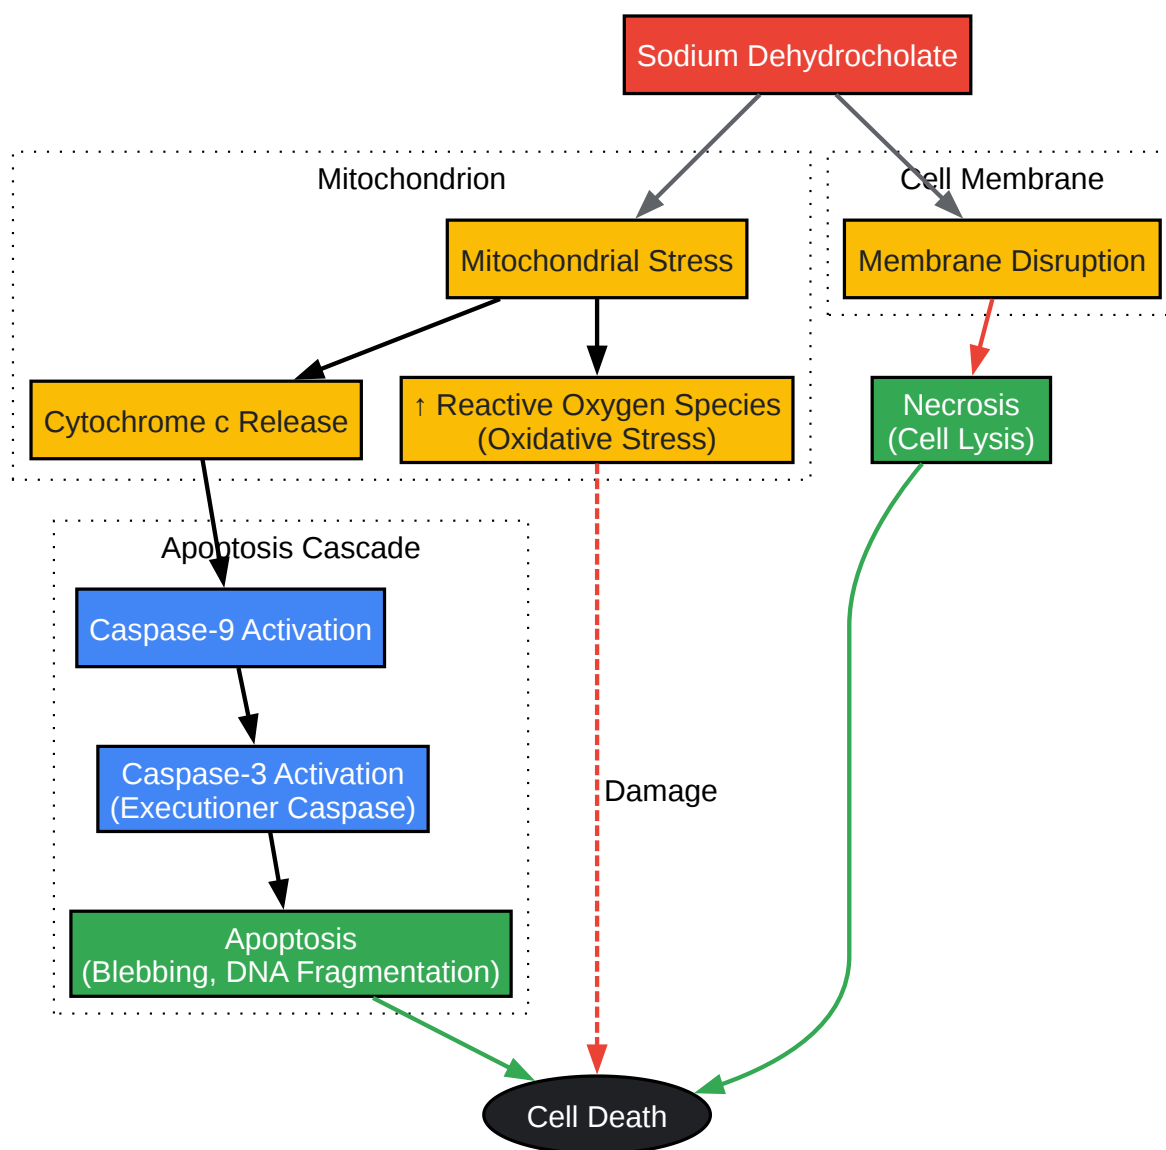 Sodium Dehydrocholate
Mitochondrion
Cell Membrane
Mitochondrial Stress
Membrane Disruption
Cytochrome c Release
↑ Reactive Oxygen Species
(Oxidative Stress)
Necrosis
(Cell Lysis)
Apoptosis Cascade
Caspase-9 Activation
Caspase-3 Activation
(Executioner Caspase)
Damage
Apoptosis
(Blebbing, DNA Fragmentation)
Cell Death